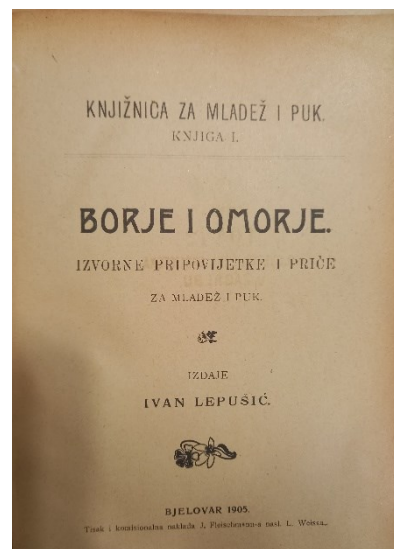 KNJIŽNICA ZA MLADEŽ I PUK.
KNJIGA I.
BORJE I OMORJE.
IZVORNE PRIPOVIJETKE I PRIČE
ZA MLADEŽ I PUK.
IZDAJE
IVAN LEPUŠIĆ.
BJELOVAR 1905.
Tisak i komisionalna naklada J. Fleischmann-a nasl. L. Weissa.